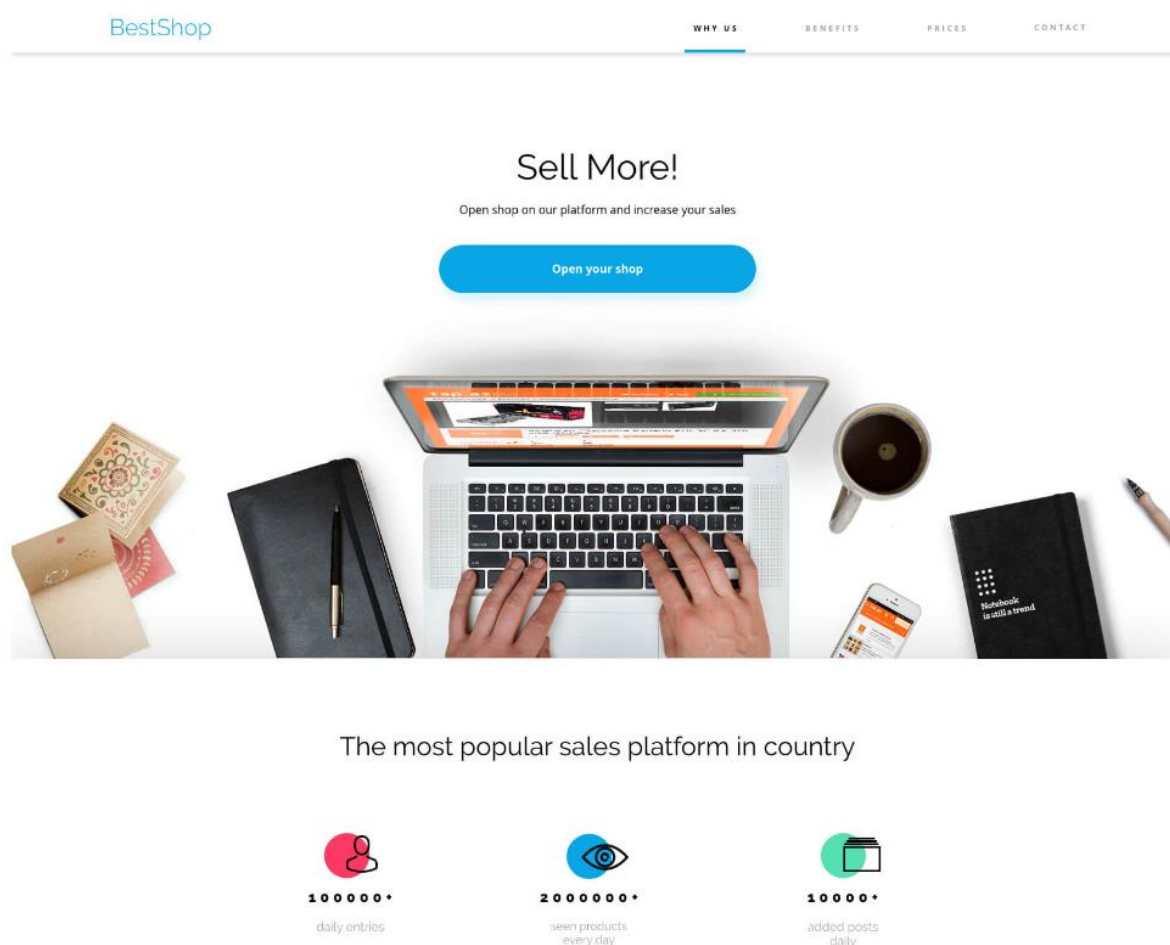 BestShop
WHY US
BENEFITS
PRICES
CONTACT
Sell More!
Open shop on our platform and increase your sales
Open your shop
Notebook
is still a trend
The most popular sales platform in country
100000+
2000000+
10000+
daily entries
seen products
every day
added posts
daily